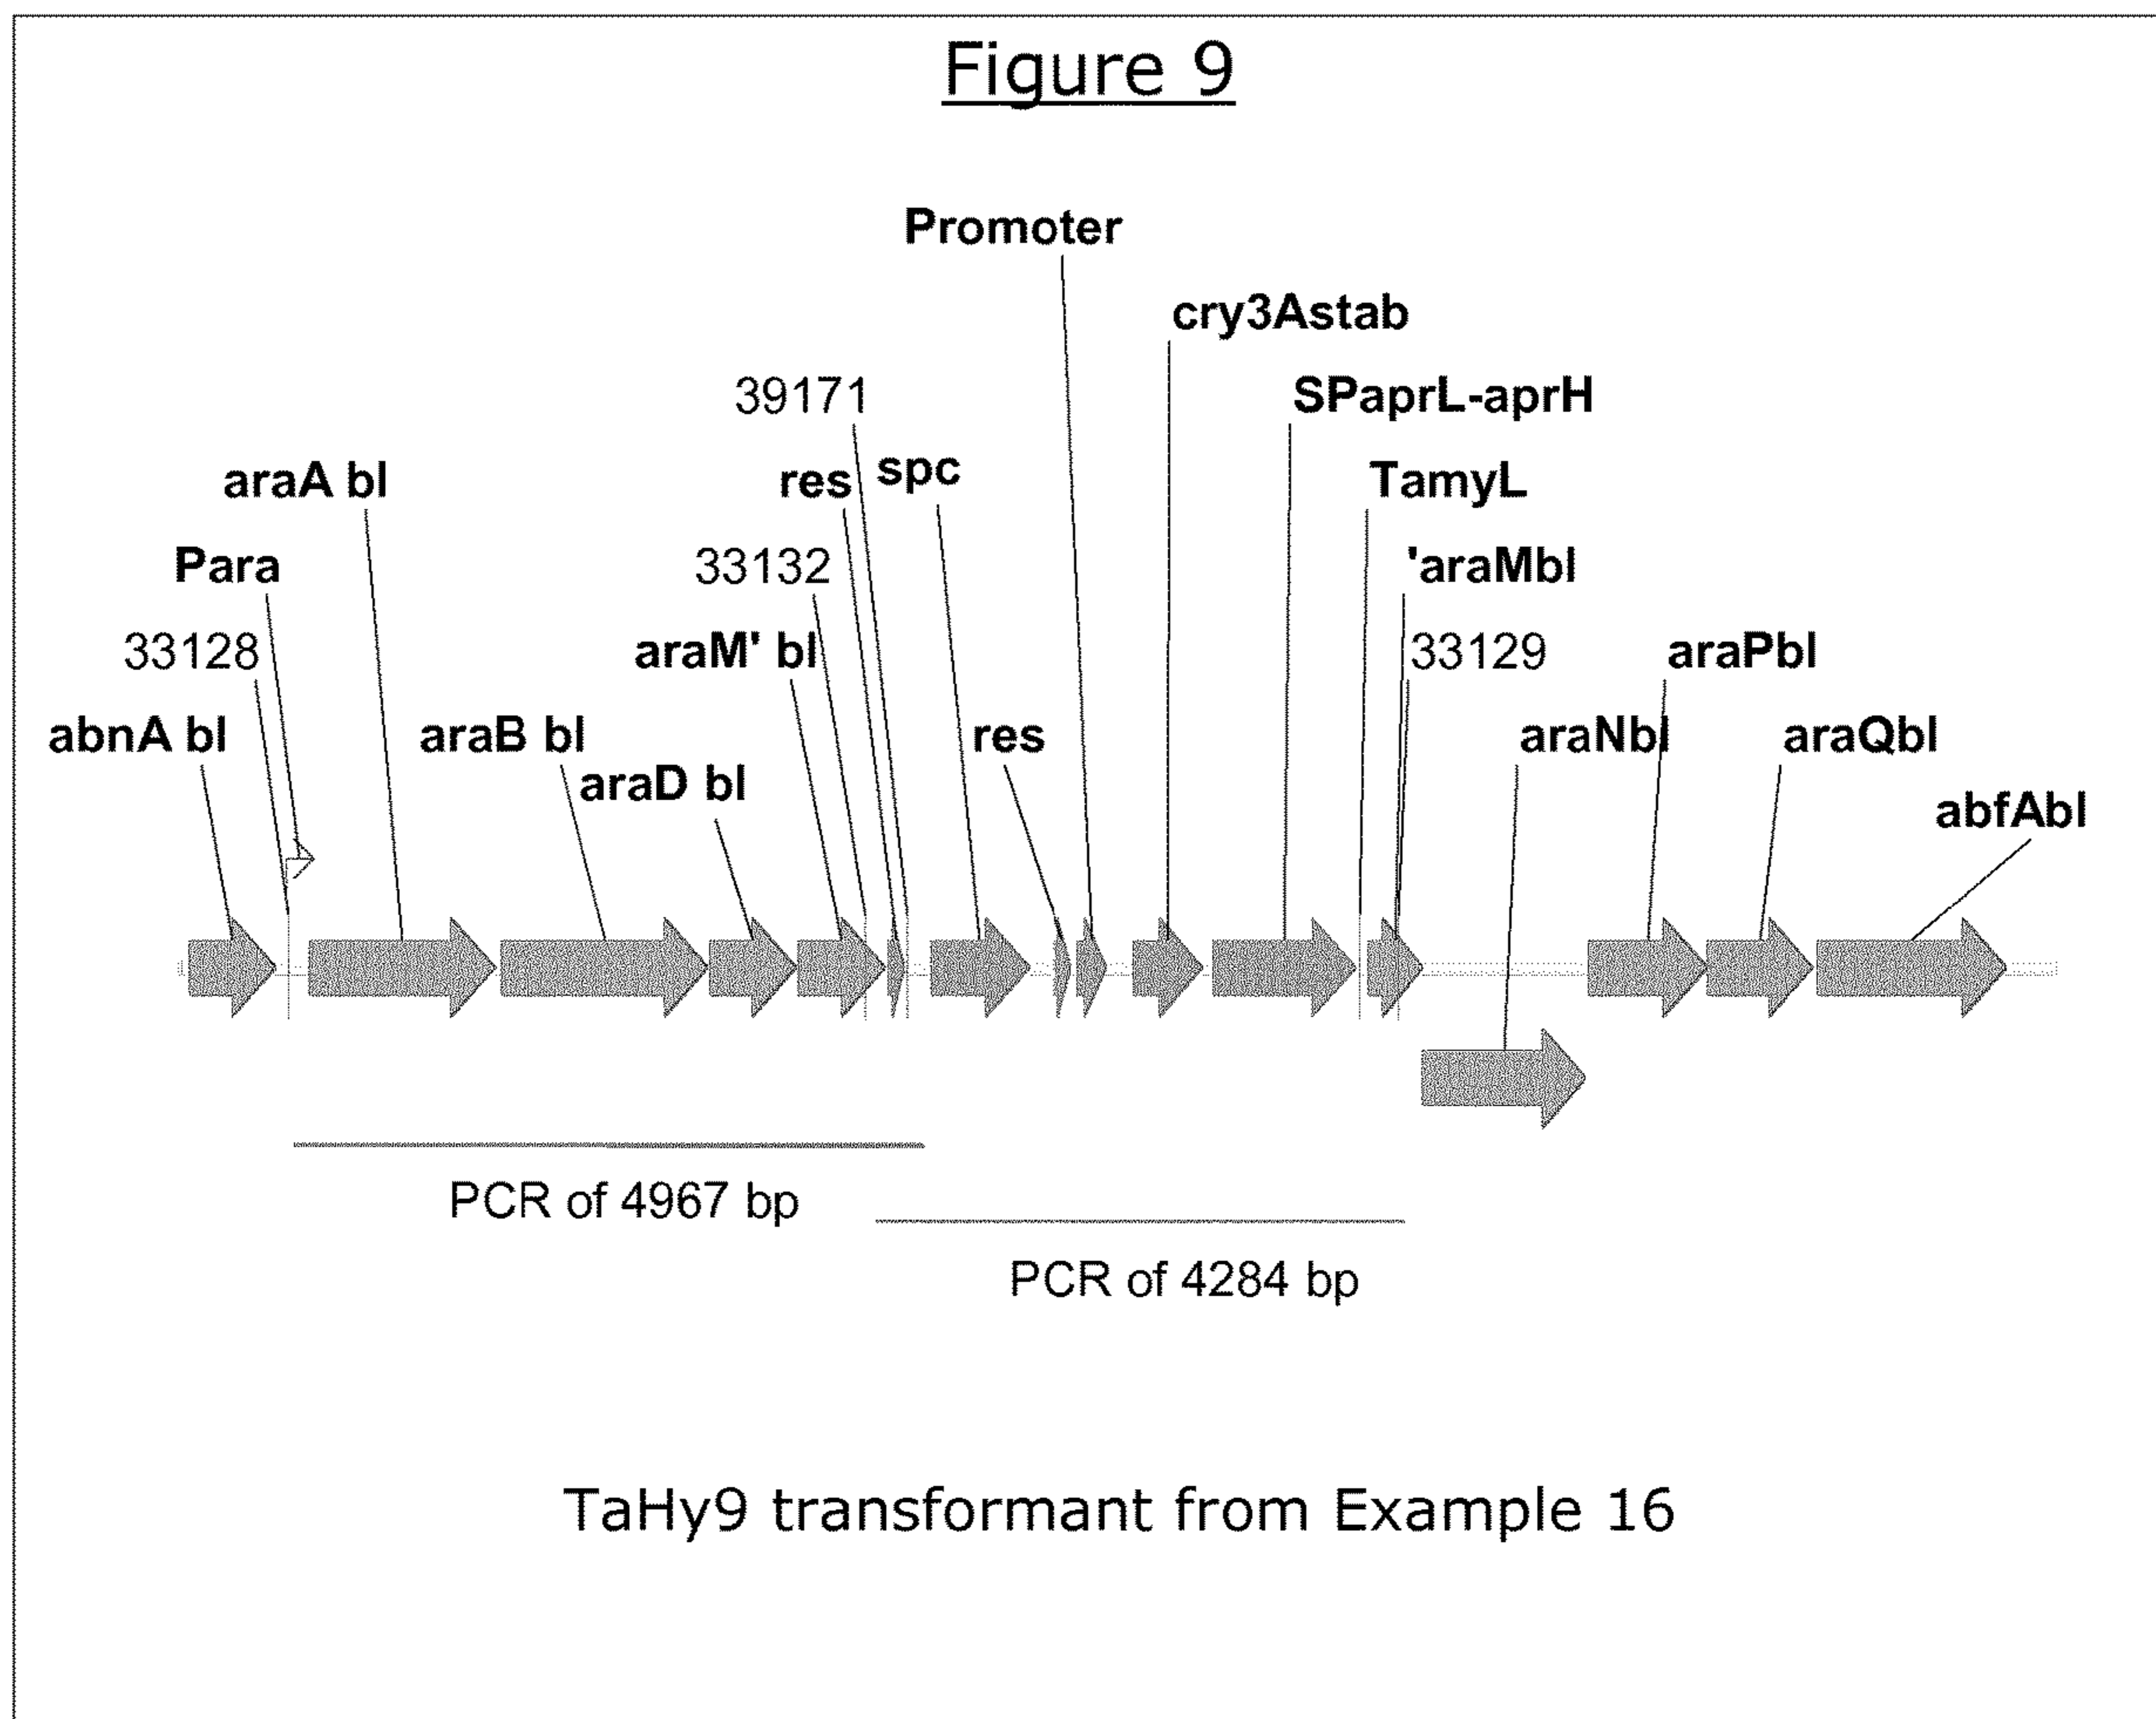 Figure 9
Promoter
cry3Astab
39171
SPaprL-aprH
araA bl
res
spc
TamyL
Para
33132
'araMbl
33128
araM' bl
33129
araPbl
abnA bl
araB bl
res
araNbl
araQbl
araD bl
abfAbl
PCR of 4967 bp
PCR of 4284 bp
TaHy9 transformant from Example 16